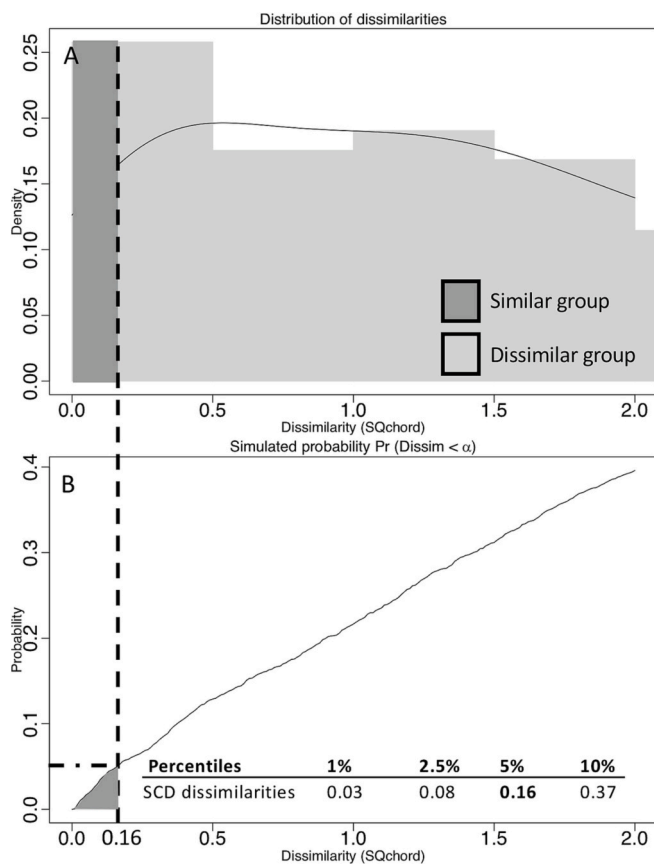 Distribution of dissimilarities
A
0.25
0.20
0.15
0.10
0.05
0.00
Density
Similar group
Dissimilar group
0.0 0.5 1.0 1.5 2.0
Dissimilarity (SQchord)
Simulated probability Pr (Dissim < α)
B
0.4
0.3
0.2
0.1
0.0
Probability
Percentiles 1% 2.5% 5% 10%
SCD dissimilarities 0.03 0.08 0.16 0.37
0.0 0.16 0.5 1.0 1.5 2.0
Dissimilarity (SQchord)